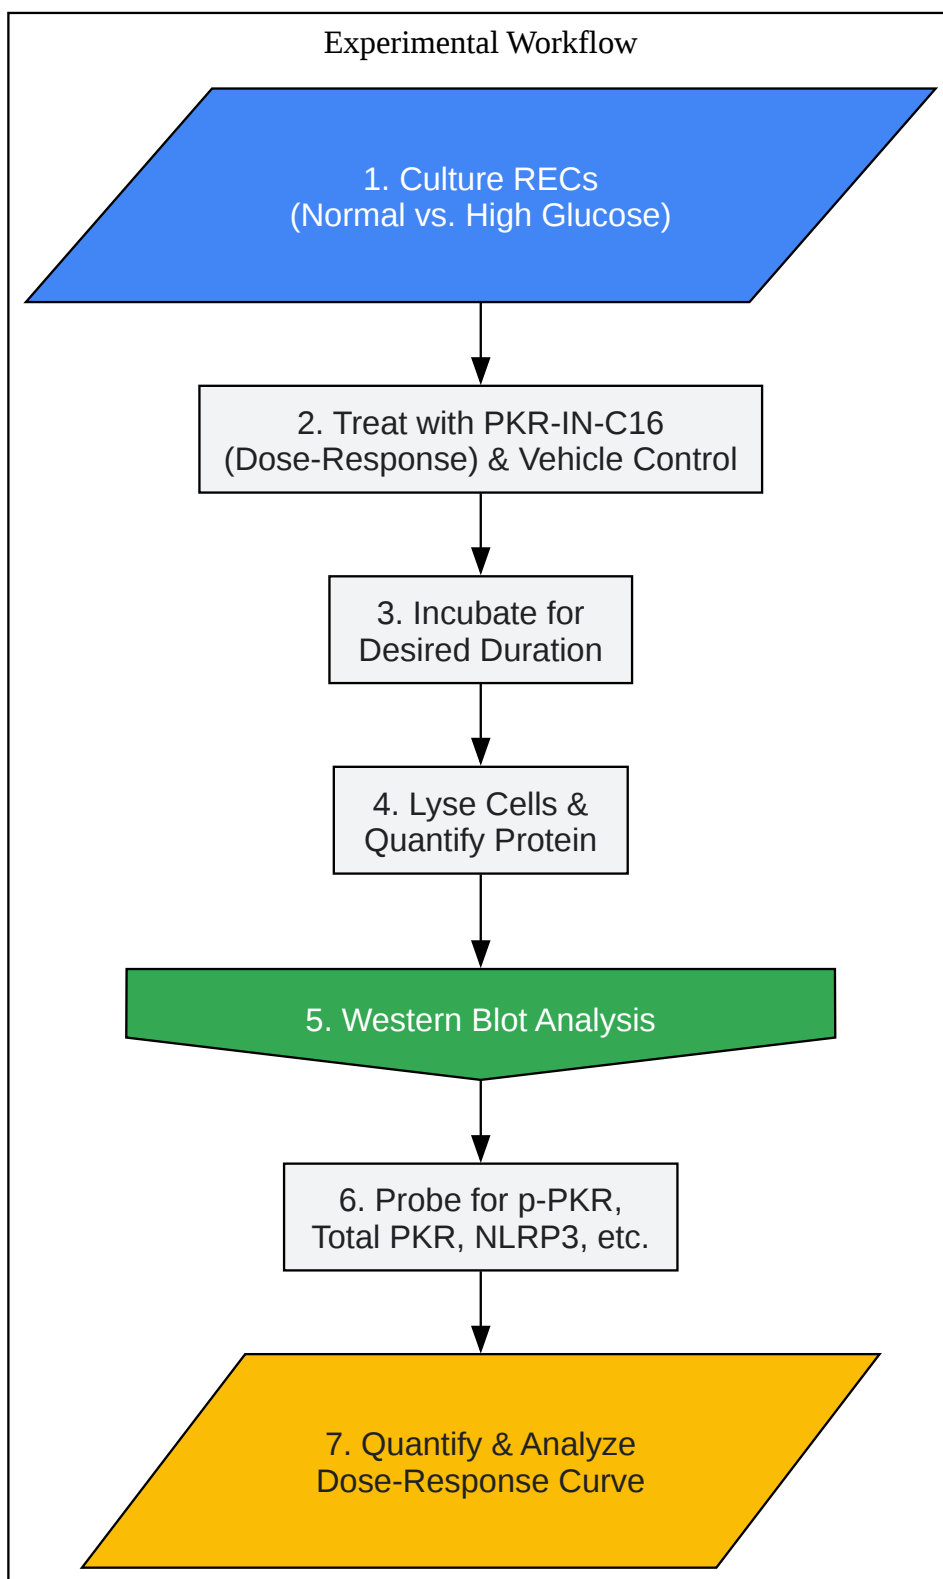 Experimental Workflow
1. Culture RECs
(Normal vs. High Glucose)
2. Treat with PKR-IN-C16
(Dose-Response) & Vehicle Control
3. Incubate for
Desired Duration
4. Lyse Cells &
Quantify Protein
5. Western Blot Analysis
6. Probe for p-PKR,
Total PKR, NLRP3, etc.
7. Quantify & Analyze
Dose-Response Curve